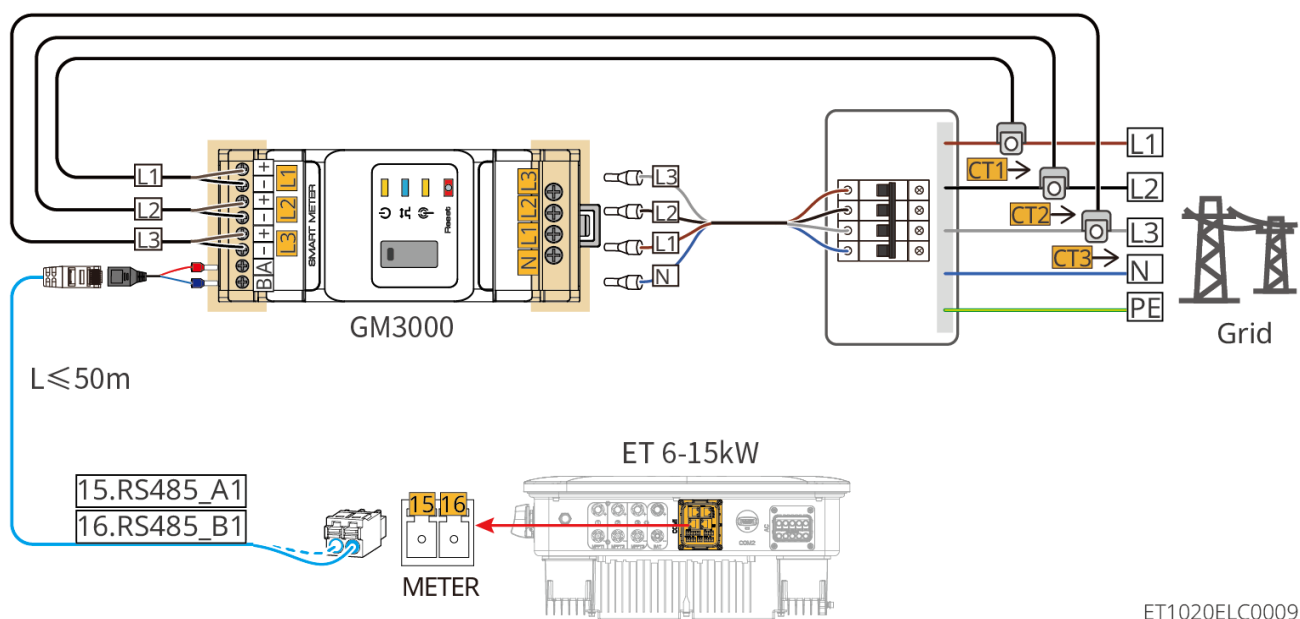 L1
L2
L3
+
-
+
-
+
-
A
B
L1
L2
L3
SMART METER
Reset
L3
L2
L1
N
GM3000
L3
L2
L1
N
CT1
CT2
CT3
L1
L2
L3
N
PE
Grid
L≤50m
15.RS485_A1
16.RS485_B1
15 16
METER
ET 6-15kW
COM2
AC
ET1020ELC0009